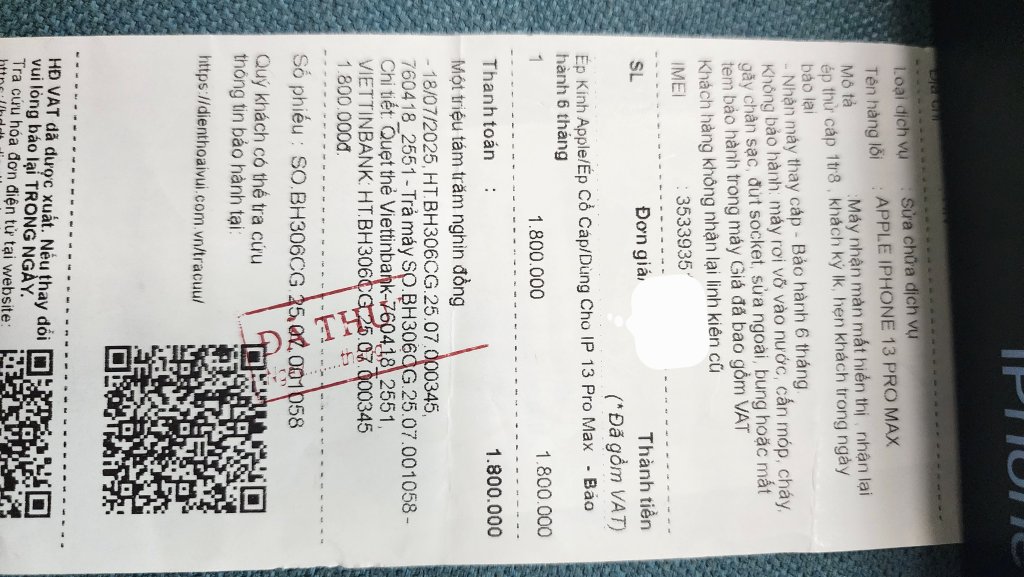 Loại dịch vụ : Sửa chữa dịch vụ
Tên hàng lỗi : APPLE IPHONE 13 PRO MAX
Mô tả :Máy nhận màn mất hiển thị , nhận lại
ép thử cáp 1tr8 , khách ký lk, hẹn khách trong ngày
báo lại
- Nhận máy thay cáp - Bảo hành 6 tháng.
Không bảo hành: máy rơi vỡ vào nước, cấn móp, cháy,
gãy chân sạc, đứt socket, sửa ngoài, bung hoặc mất
tem bảo hành trong máy Giá đã bao gồm VAT
Khách hàng không nhận lại linh kiện cũ
IMEI : 3533935
SL Đơn giá Thành tiền
(*Đã gồm VAT)
Ép Kính Apple/Ép Cổ Cáp/Dùng Cho IP 13 Pro Max - Bảo
hành 6 tháng
1 1.800.000 1.800.000
Thanh toán : 1.800.000
Một triệu tám trăm nghìn đồng
- 18/07/2025, HT.BH306CG.25.07.000345,
760418_2551 - Trả máy SO.BH306CG.25.07.001058 -
Chi tiết: Quẹt thẻ Viettinbank-760418_2551,
VIETTINBANK: HT.BH306CG.25.07.000345
1.800.000đ.
Số phiếu : SO.BH306CG.25.07.001058
ĐÃ THU
Quý khách có thể tra cứu
thông tin bảo hành tại:
https://dienthoaivui.com.vn/tracuu/
HĐ VAT đã được xuất. Nếu thay đổi
vui lòng báo lại TRONG NGÀY.
Tra cứu hóa đơn điện tử tại website:
iPhone